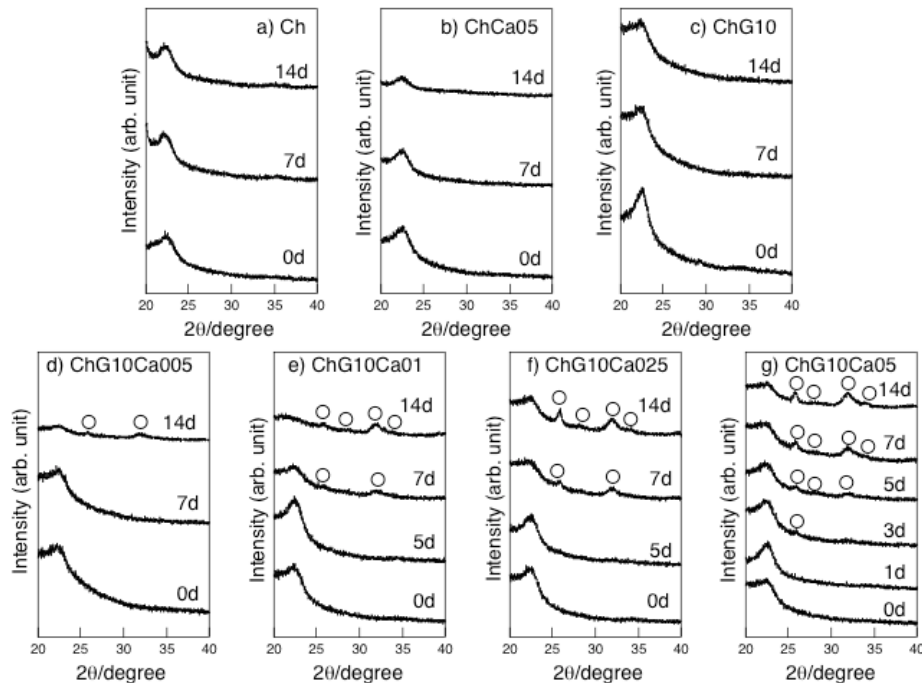 a) Ch
14d
7d
0d
Intensity (arb. unit)
20 25 30 35 40
2θ/degree
b) ChCa05
14d
7d
0d
Intensity (arb. unit)
20 25 30 35 40
2θ/degree
c) ChG10
14d
7d
0d
Intensity (arb. unit)
20 25 30 35 40
2θ/degree
d) ChG10Ca005
14d
7d
0d
Intensity (arb. unit)
20 25 30 35 40
2θ/degree
e) ChG10Ca01
14d
7d
5d
0d
Intensity (arb. unit)
20 25 30 35 40
2θ/degree
f) ChG10Ca025
14d
7d
5d
0d
Intensity (arb. unit)
20 25 30 35 40
2θ/degree
g) ChG10Ca05
14d
7d
5d
3d
1d
0d
Intensity (arb. unit)
20 25 30 35 40
2θ/degree